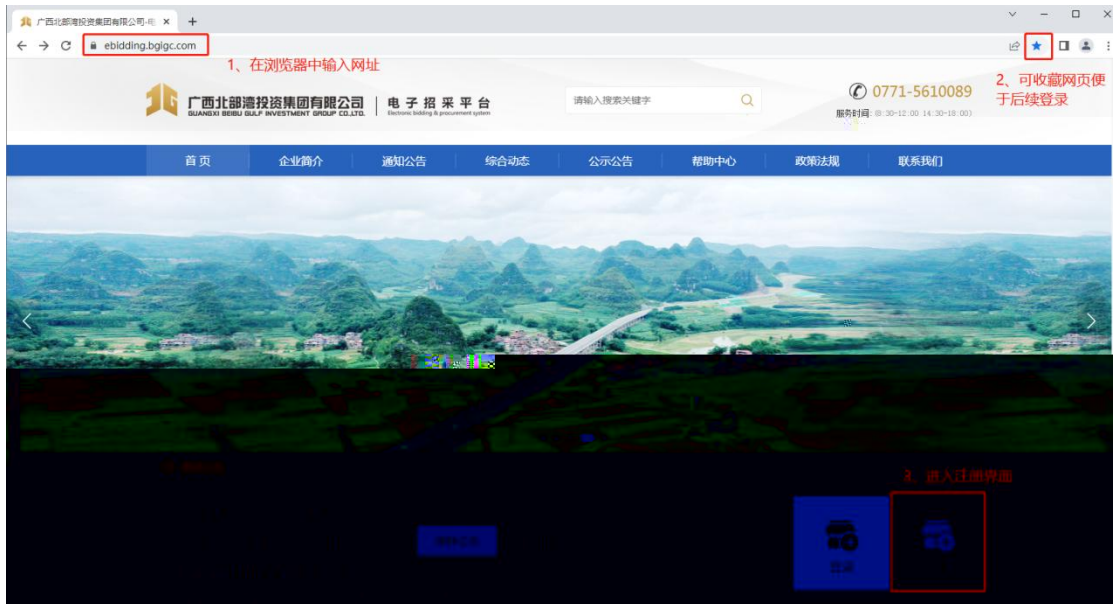 广西北部湾投资集团有限公司-电
ebidding.bgigc.com
1、在浏览器中输入网址
2、可收藏网页便
于后续登录
广西北部湾投资集团有限公司
GUANGXI BEIBU GULF INVESTMENT GROUP CO.,LTD.
电子招采平台
Electronic bidding & procurement system
请输入搜索关键字
0771-5610089
服务时间: (8:30-12:00 14:30-18:00)
首页 企业简介 通知公告 综合动态 公示公告 帮助中心 政策法规 联系我们
3、进入注册界面
登录